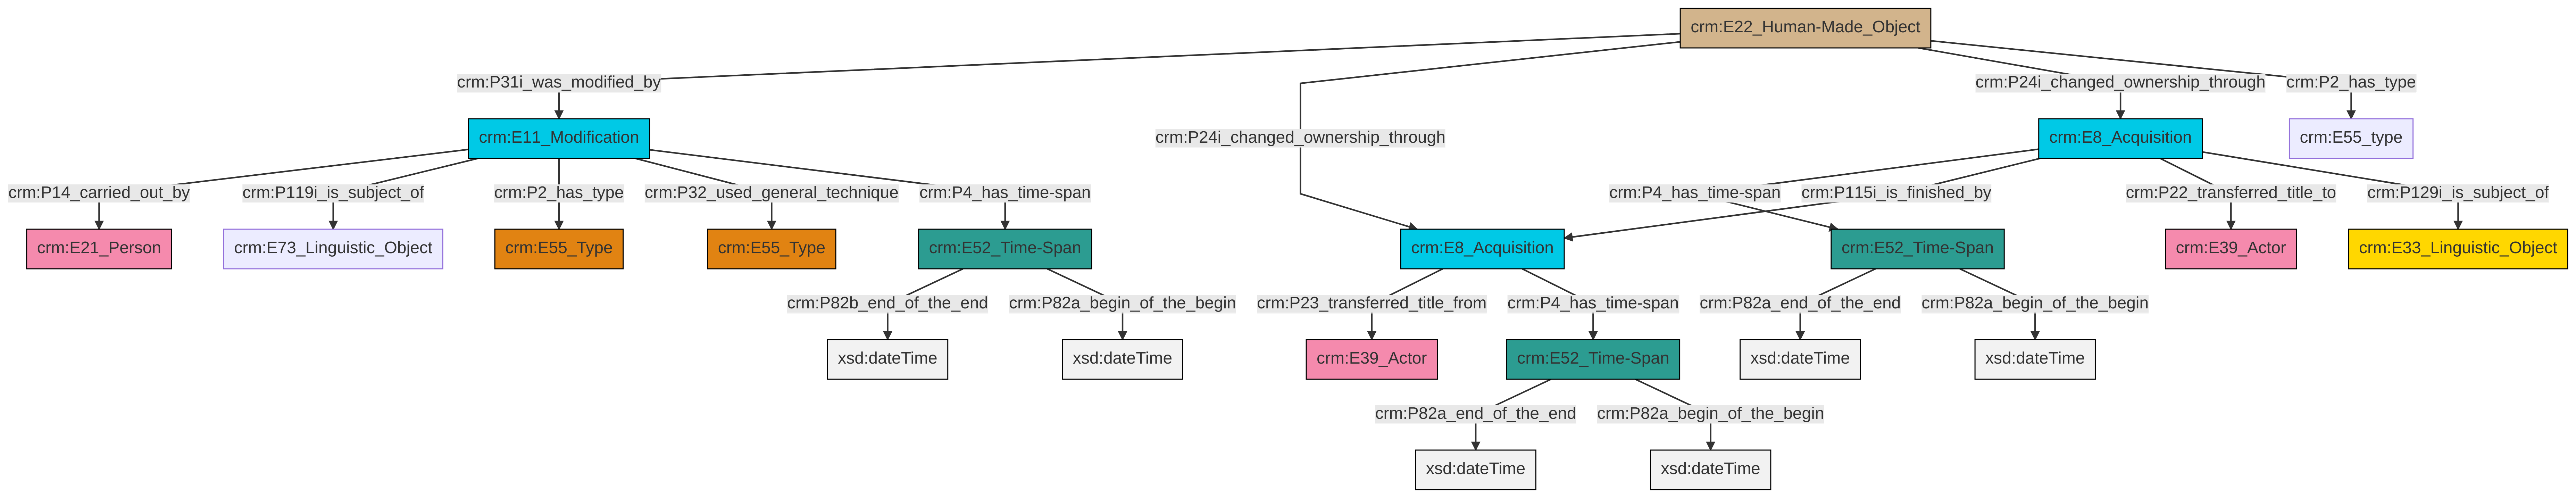 crm:E22_Human-Made_Object
crm:P31i_was_modified_by
crm:P24i_changed_ownership_through
crm:P2_has_type
crm:P24i_changed_ownership_through
crm:E11_Modification
crm:E8_Acquisition
crm:E55_type
crm:P14_carried_out_by
crm:P119i_is_subject_of
crm:P2_has_type
crm:P32_used_general_technique
crm:P4_has_time-span
crm:P4_has_time-span
crm:P115i_is_finished_by
crm:P22_transferred_title_to
crm:P129i_is_subject_of
crm:E21_Person
crm:E73_Linguistic_Object
crm:E55_Type
crm:E55_Type
crm:E52_Time-Span
crm:E8_Acquisition
crm:E52_Time-Span
crm:E39_Actor
crm:E33_Linguistic_Object
crm:P82b_end_of_the_end
crm:P82a_begin_of_the_begin
crm:P23_transferred_title_from
crm:P4_has_time-span
crm:P82a_end_of_the_end
crm:P82a_begin_of_the_begin
xsd:dateTime
xsd:dateTime
crm:E39_Actor
crm:E52_Time-Span
xsd:dateTime
xsd:dateTime
crm:P82a_end_of_the_end
crm:P82a_begin_of_the_begin
xsd:dateTime
xsd:dateTime